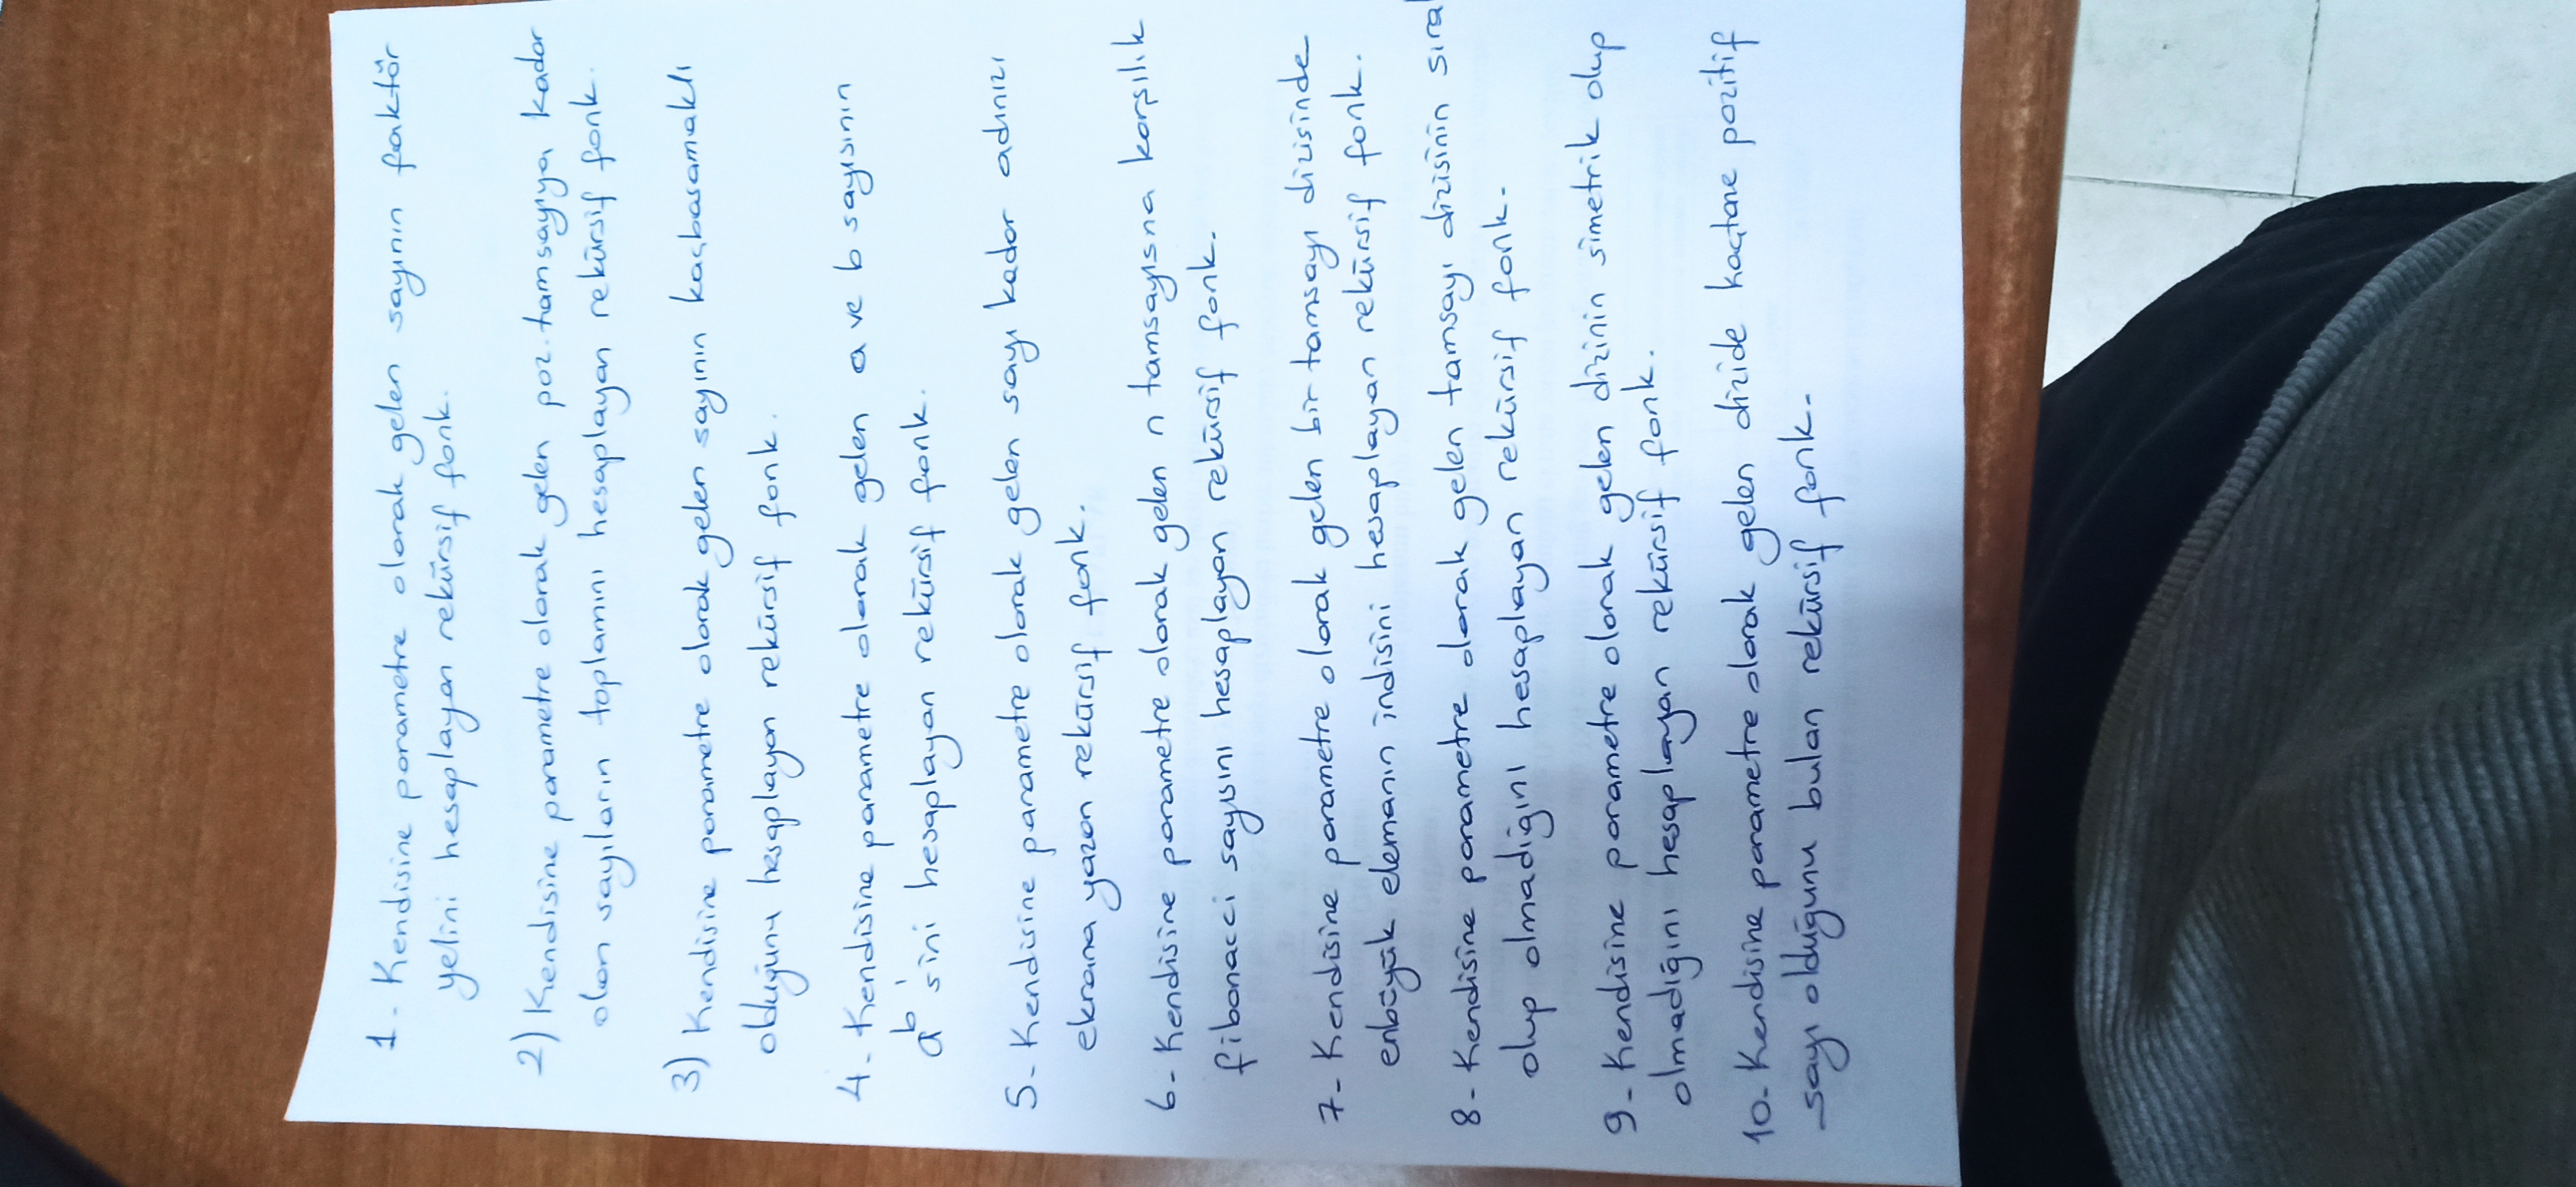 1- Kendisine parametre olarak gelen sayının faktör
yelini hesaplayan rekürsif fonk.
2) Kendisine parametre olarak gelen poz. tamsayıya kadar
olan sayıların toplamını hesaplayan rekürsif fonk.
3) Kendisine parametre olarak gelen sayının kaçbasamaklı
olduğunu hesaplayan rekürsif fonk.
4- Kendisine parametre olarak gelen a ve b sayısının
a^b 'sini hesaplayan rekürsif fonk.
5- Kendisine parametre olarak gelen sayı kadar adınızı
ekrana yazan rekürsif fonk.
6- Kendisine parametre olarak gelen n tamsayısna karşılık
fibonacci sayısını hesaplayan rekürsif fonk.
7- Kendisine parametre olarak gelen bir tamsayı dizisinde
enbüyük elemanın indisini hesaplayan rekürsif fonk.
8- Kendisine parametre olarak gelen tamsayı dizisinin sıral
olup olmadığını hesaplayan rekürsif fonk.
9- Kendisine parametre olarak gelen dizinin simetrik olup
olmadığını hesaplayan rekürsif fonk.
10- Kendisine parametre olarak gelen dizide kaçtane pozitif
sayı olduğunu bulan rekürsif fonk.